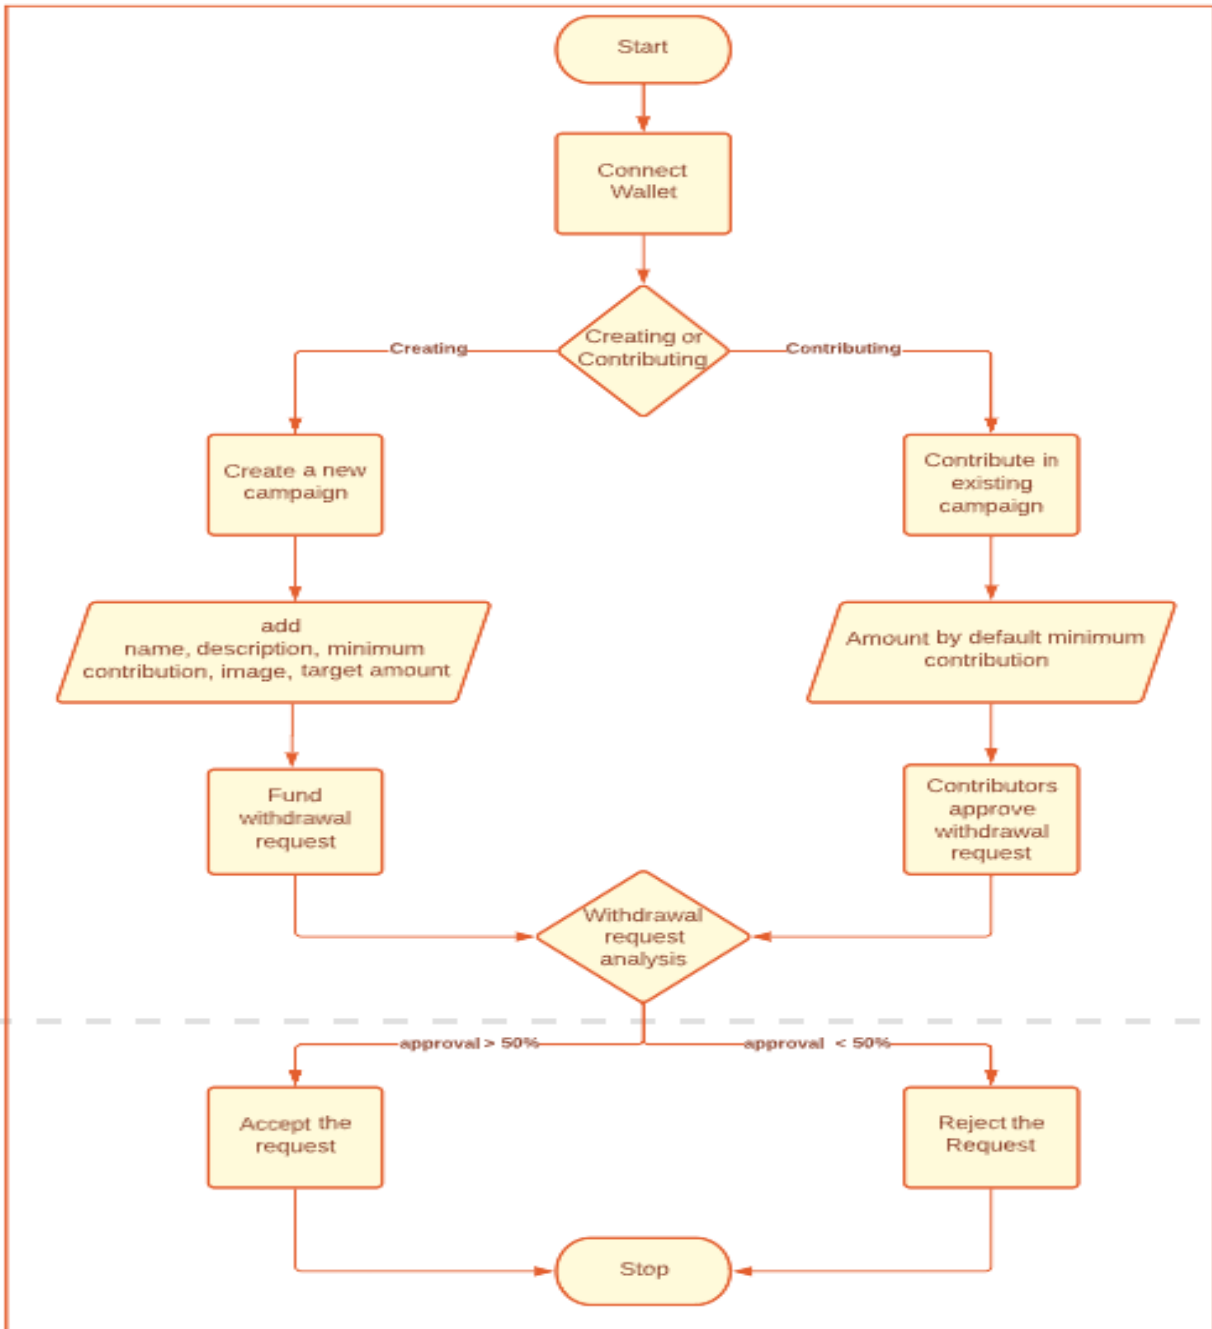 Start
Connect
Wallet
Creating or
Contributing
Creating
Contributing
Create a new
campaign
Contribute in
existing
campaign
add
name, description, minimum
contribution, image, target amount
Amount by default minimum
contribution
Fund
withdrawal
request
Contributors
approve
withdrawal
request
Withdrawal
request
analysis
approval > 50%
approval < 50%
Accept the
request
Reject the
Request
Stop